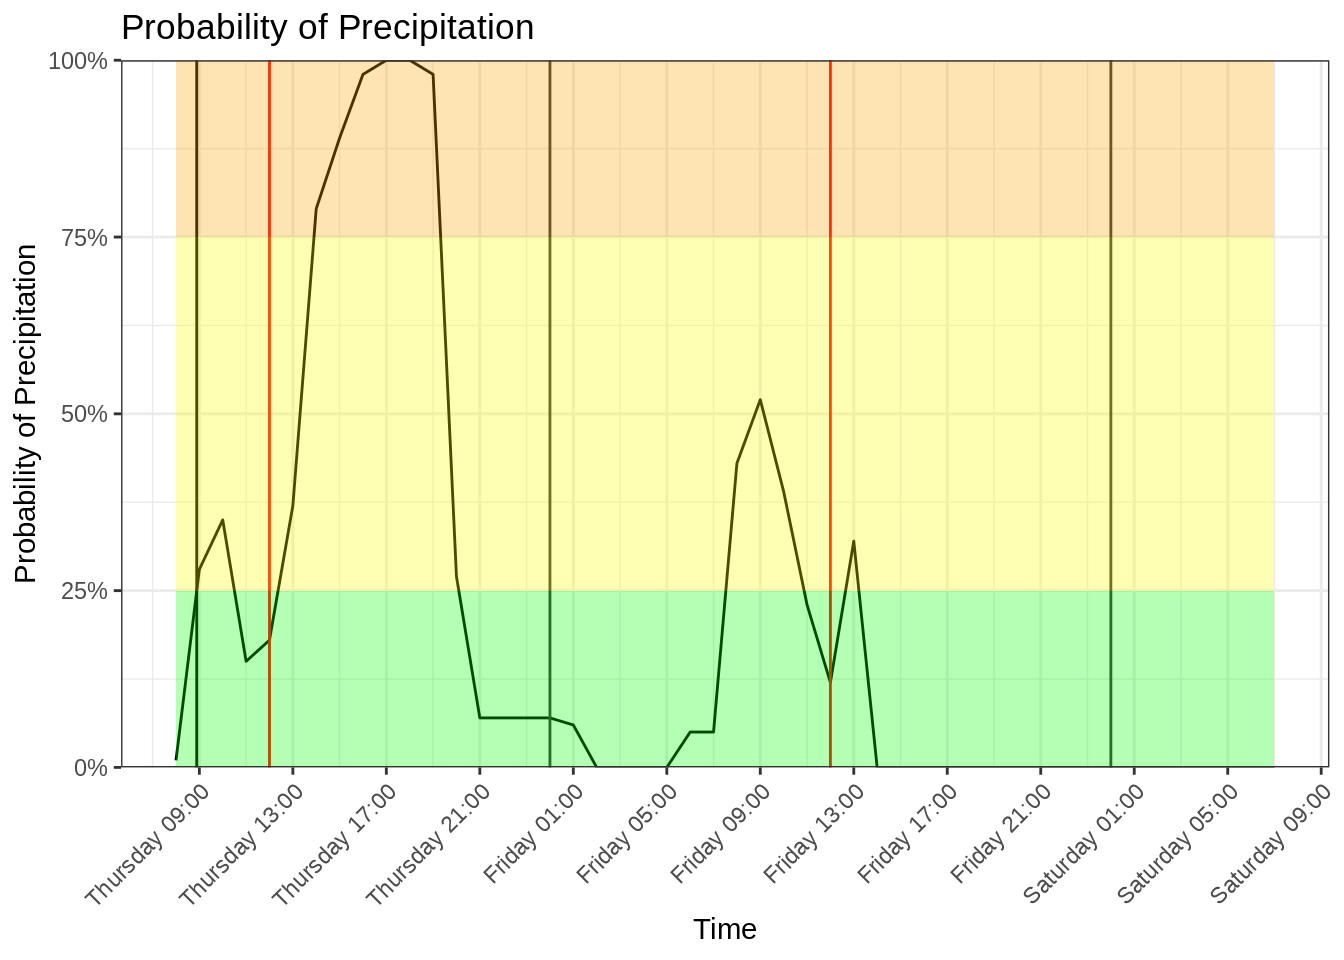 Probability of Precipitation
Probability of Precipitation
100%
75%
50%
25%
0%
Thursday 09:00
Thursday 13:00
Thursday 17:00
Thursday 21:00
Friday 01:00
Friday 05:00
Friday 09:00
Friday 13:00
Friday 17:00
Friday 21:00
Saturday 01:00
Saturday 05:00
Saturday 09:00
Time